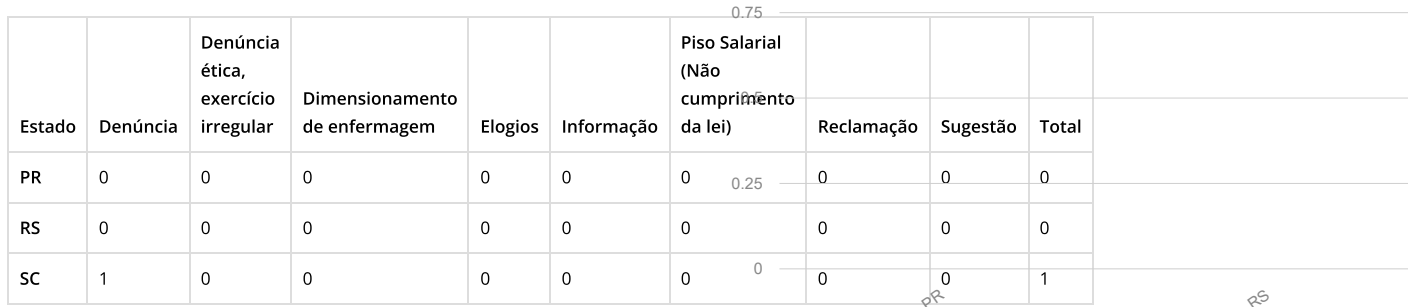 0.75
Denúncia
ética,
exercício
irregular
Piso Salarial
(Não
cumprimento
da lei)
Estado Denúncia Dimensionamento
de enfermagem Elogios Informação Reclamação Sugestão Total
0.5
PR 0 0 0 0 0 0 0 0 0
0.25
RS 0 0 0 0 0 0 0 0 0
SC 1 0 0 0 0 0 0 0 1
0
PR RS